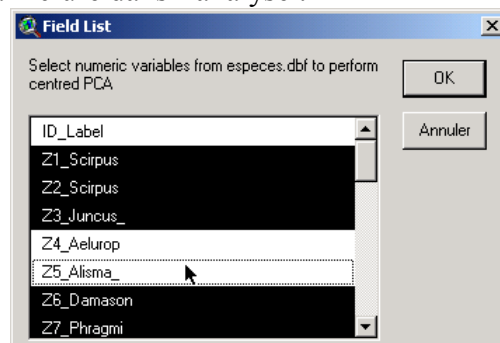 Field List
Select numeric variables from especes.dbf to perform
centred PCA
OK
Annuler
ID_Label
Z1_Scirpus
Z2_Scirpus
Z3_Juncus_
Z4_Aelurop
Z5_Alisma_
Z6_Damason
Z7_Phragmi